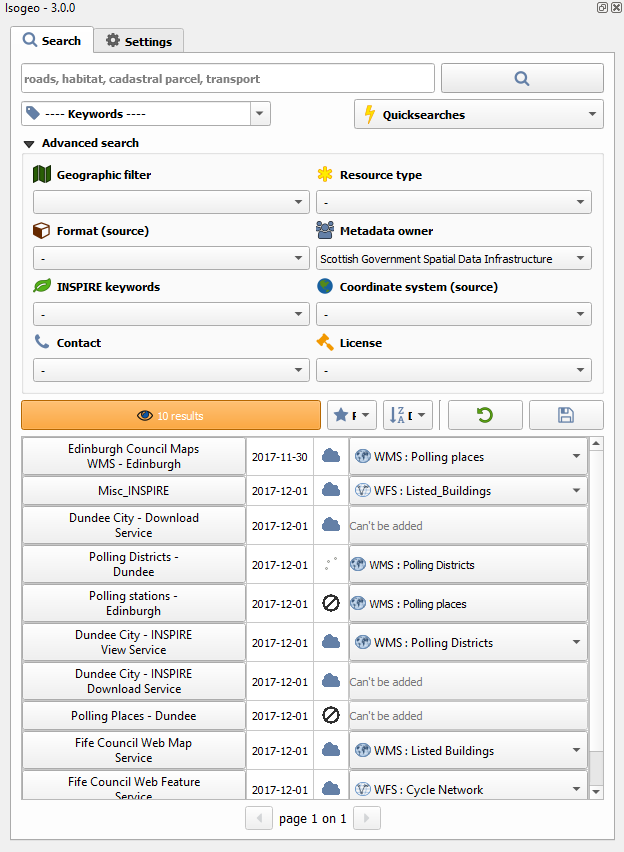 Isogeo - 3.0.0
Search
Settings
roads, habitat, cadastral parcel, transport
---- Keywords ----
Quicksearches
Advanced search
Geographic filter
Resource type
-
Format (source)
Metadata owner
-
Scottish Government Spatial Data Infrastructure
INSPIRE keywords
Coordinate system (source)
-
-
Contact
License
-
-
10 results
Edinburgh Council Maps
WMS - Edinburgh
2017-11-30
WMS : Polling places
Misc_INSPIRE
2017-12-01
WFS : Listed_Buildings
Dundee City - Download
Service
2017-12-01
Can't be added
Polling Districts -
Dundee
2017-12-01
WMS : Polling Districts
Polling stations -
Edinburgh
2017-12-01
WMS : Polling places
Dundee City - INSPIRE
View Service
2017-12-01
WMS : Polling Districts
Dundee City - INSPIRE
Download Service
2017-12-01
Can't be added
Polling Places - Dundee
2017-12-01
Can't be added
Fife Council Web Map
Service
2017-12-01
WMS : Listed Buildings
Fife Council Web Feature
Service
2017-12-01
WFS : Cycle Network
page 1 on 1